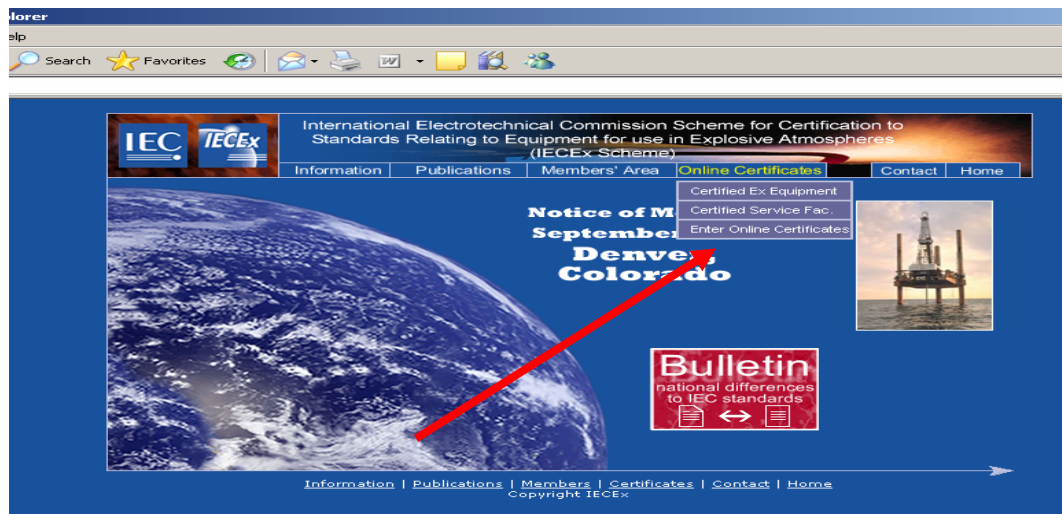 plorer
elp
Search Favorites
IEC IECEx
International Electrotechnical Commission Scheme for Certification to
Standards Relating to Equipment for use in Explosive Atmospheres
(IECEx Scheme)
Information Publications Members' Area Online Certificates Contact Home
Certified Ex Equipment
Certified Service Fac.
Enter Online Certificates
Notice of M
September
Denver,
Colorado
Bulletin
national differences
to IEC standards
Information | Publications | Members | Certificates | Contact | Home
Copyright IECEx